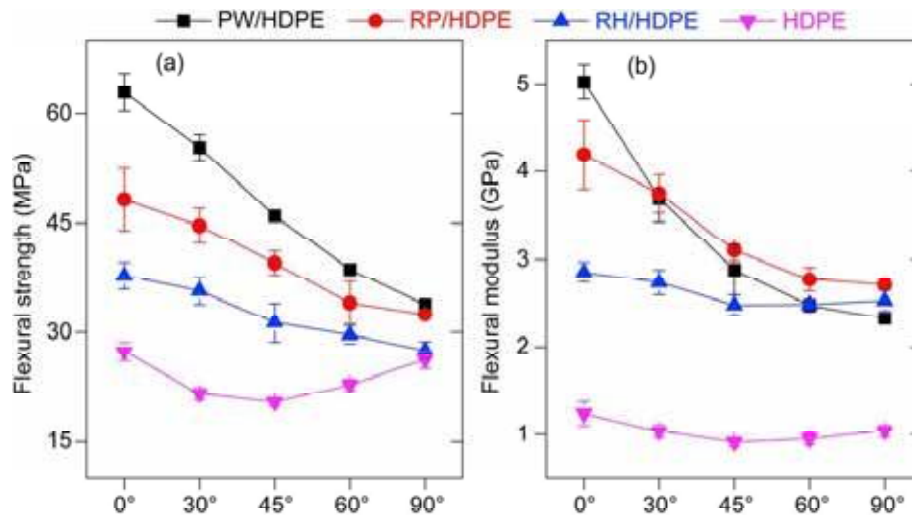 PW/HDPE RP/HDPE RH/HDPE HDPE
(a)
Flexural strength (MPa)
60
45
30
15
0° 30° 45° 60° 90°
(b)
Flexural modulus (GPa)
5
4
3
2
1
0° 30° 45° 60° 90°